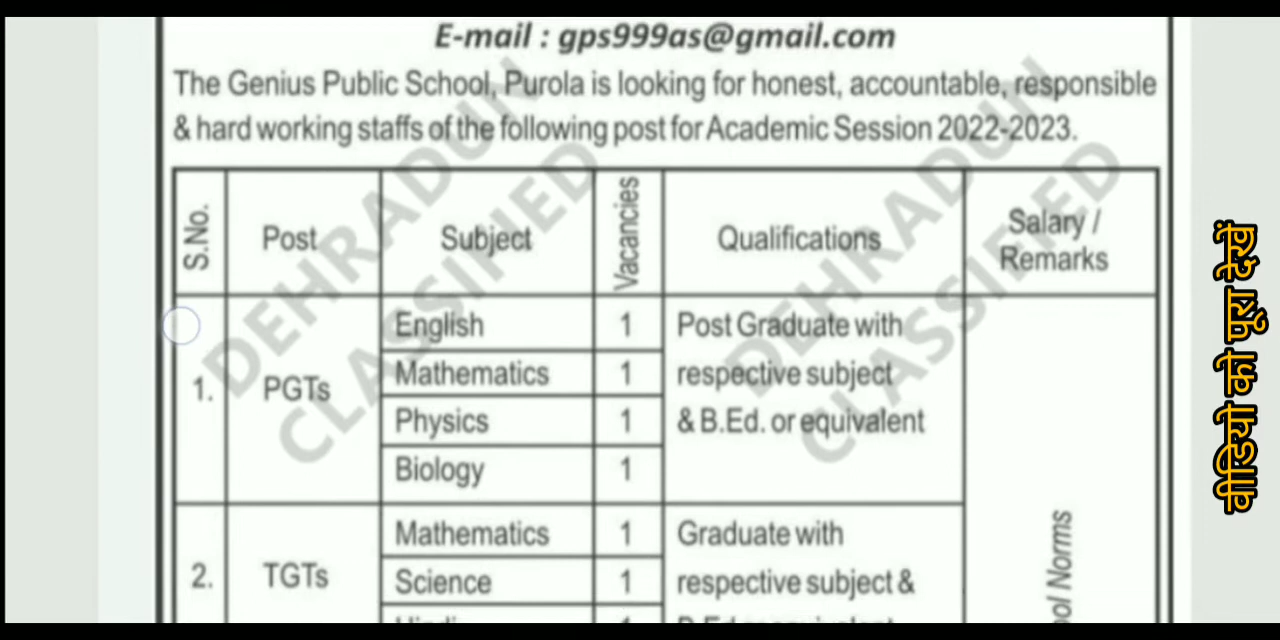 E-mail : gps999as@gmail.com
The Genius Public School, Purola is looking for honest, accountable, responsible
& hard working staffs of the following post for Academic Session 2022-2023.
S.No. Post Subject Vacancies Qualifications Salary / Remarks
1. PGTs
English 1 Post Graduate with
Mathematics 1 respective subject
Physics 1 & B.Ed. or equivalent
Biology 1
2. TGTs
Mathematics 1 Graduate with
Science 1 respective subject &
Norms
DEHRADUN
CLASSIFIED
DEHRADUN
CLASSIFIED
वीडियो को पूरा देखें